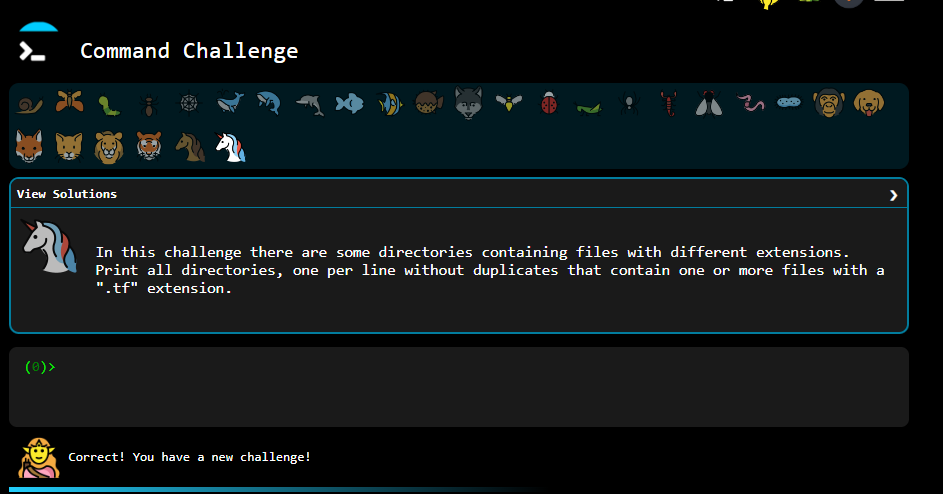 Command Challenge
View Solutions
In this challenge there are some directories containing files with different extensions.
Print all directories, one per line without duplicates that contain one or more files with a
".tf" extension.
(0)>
Correct! You have a new challenge!